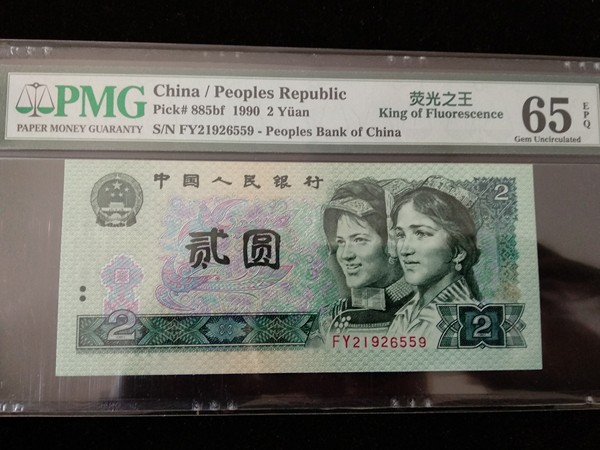 PMG
PAPER MONEY GUARANTY
China / Peoples Republic
Pick# 885bf 1990 2 Yüan
S/N FY21926559 - Peoples Bank of China
荧光之王
King of Fluorescence
65 EPQ
Gem Uncirculated
中国人民银行
2
贰圆
2
2
FY21926559